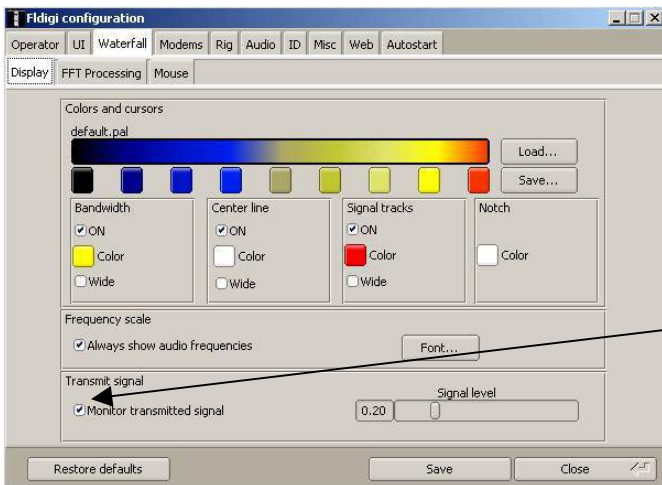 Fldigi configuration
Operator UI Waterfall Modems Rig Audio ID Misc Web Autostart
Display FFT Processing Mouse
Colors and cursors
default.pal
Load...
Save...
Bandwidth Center line Signal tracks Notch
ON ON ON
Color Color Color Color
Wide Wide Wide
Frequency scale
Always show audio frequencies Font...
Transmit signal
Signal level
Monitor transmitted signal 0.20
Restore defaults Save Close